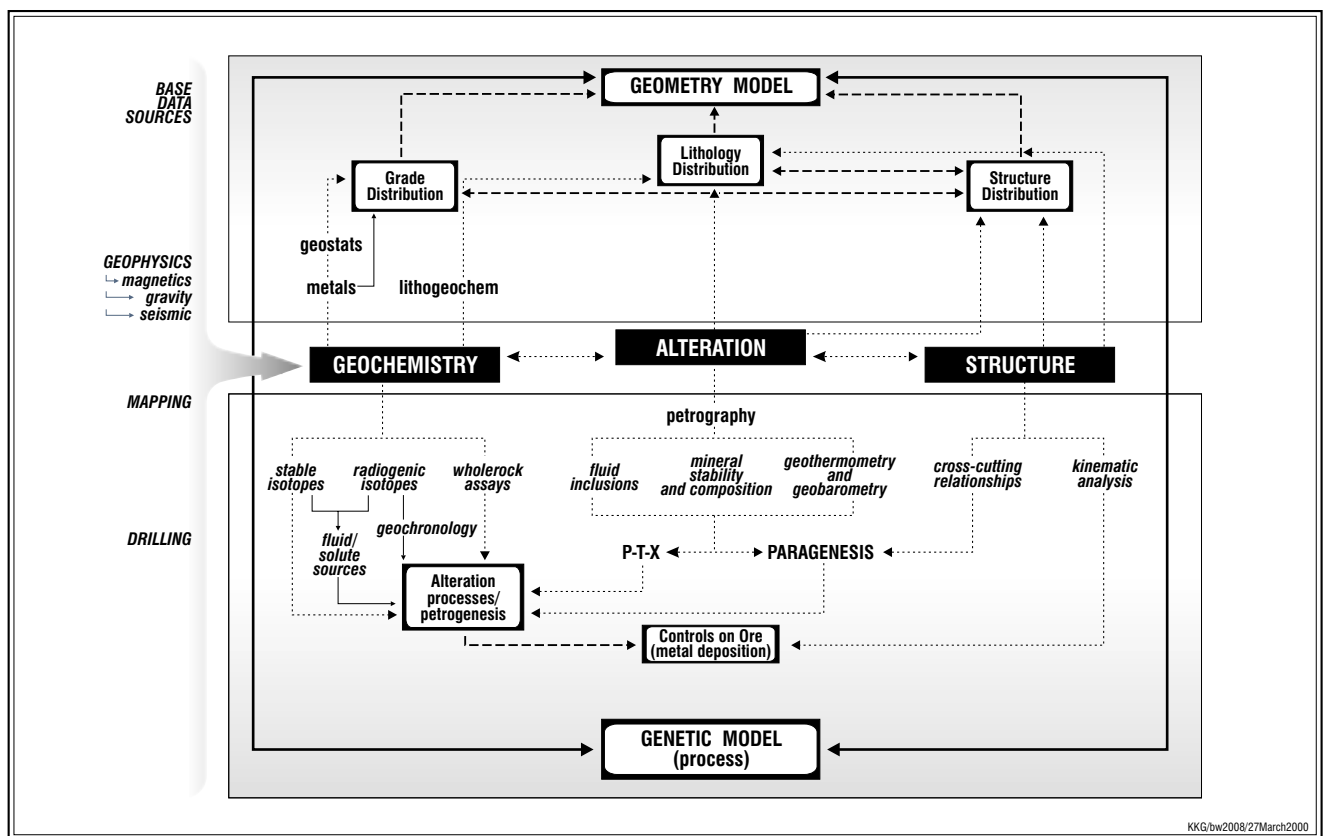 BASE
DATA
SOURCES
GEOPHYSICS
magnetics
gravity
seismic
MAPPING
DRILLING
GEOMETRY MODEL
Grade
Distribution
Lithology
Distribution
Structure
Distribution
geostats
metals
lithogeochem
GEOCHEMISTRY
ALTERATION
STRUCTURE
petrography
stable
isotopes
radiogenic
isotopes
wholerock
assays
fluid
inclusions
mineral
stability
and composition
geothermometry
and
geobarometry
cross-cutting
relationships
kinematic
analysis
geochronology
fluid/
solute
sources
P-T-X
PARAGENESIS
Alteration
processes/
petrogenesis
Controls on Ore
(metal deposition)
GENETIC MODEL
(process)
KKG/bw2008/27March2000